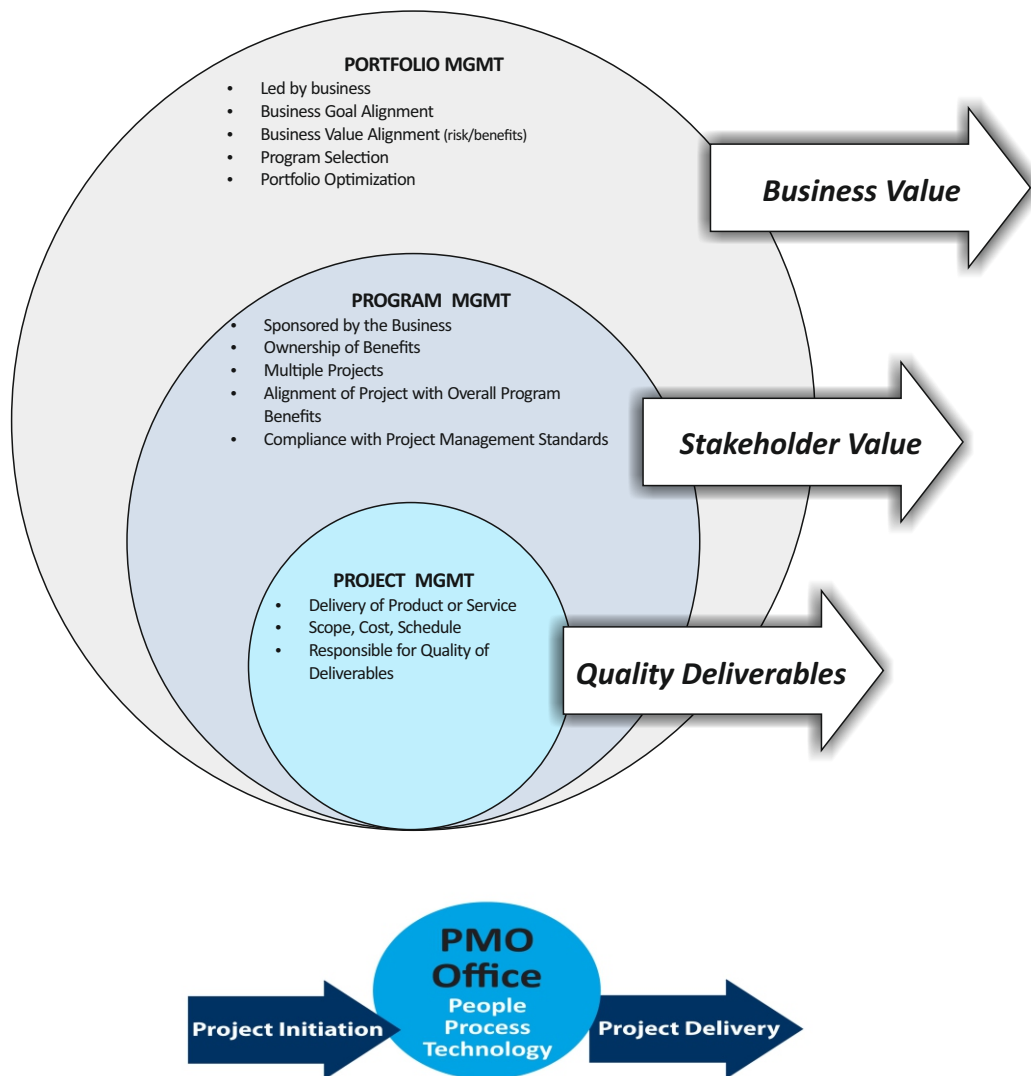 PORTFOLIO MGMT
• Led by business
• Business Goal Alignment
• Business Value Alignment (risk/benefits)
• Program Selection
• Portfolio Optimization
Business Value
PROGRAM MGMT
• Sponsored by the Business
• Ownership of Benefits
• Multiple Projects
• Alignment of Project with Overall Program
Benefits
• Compliance with Project Management Standards
Stakeholder Value
PROJECT MGMT
• Delivery of Product or Service
• Scope, Cost, Schedule
• Responsible for Quality of
Deliverables
Quality Deliverables
PMO
Office
People
Process
Technology
Project Initiation
Project Delivery